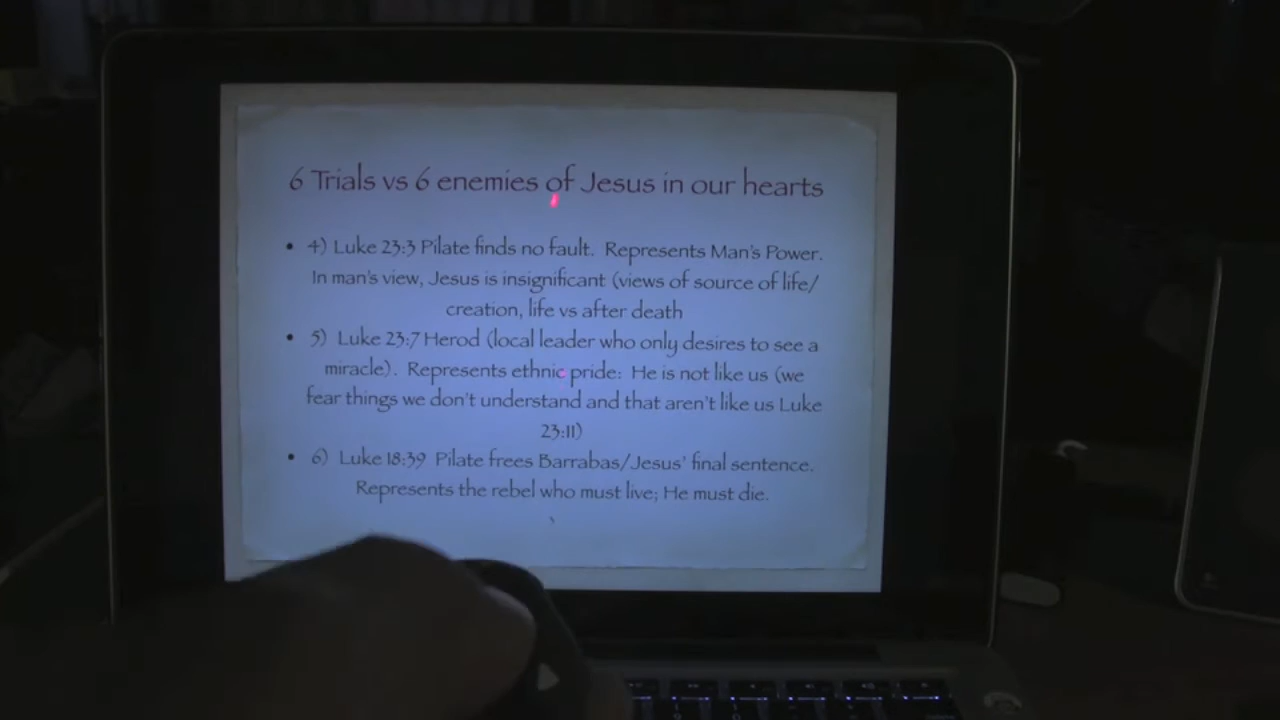 6 Trials vs 6 enemies of Jesus in our hearts
• 4) Luke 23:3 Pilate finds no fault. Represents Man's Power.
In man's view, Jesus is insignificant (views of source of life/
creation, life vs after death
• 5) Luke 23:7 Herod (local leader who only desires to see a
miracle). Represents ethnic pride: He is not like us (we
fear things we don't understand and that aren't like us Luke
23:11)
• 6) Luke 18:39 Pilate frees Barrabas/Jesus' final sentence.
Represents the rebel who must live; He must die.